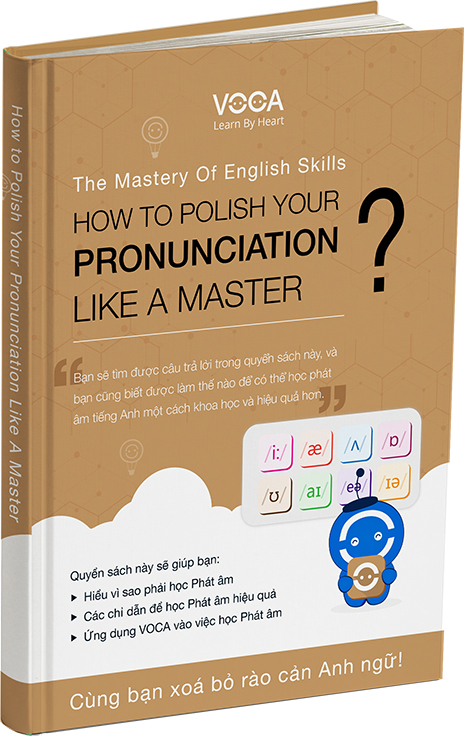 VOCA
Learn By Heart
The Mastery Of English Skills
HOW TO POLISH YOUR
PRONUNCIATION
LIKE A MASTER
?
“
Bạn sẽ tìm được câu trả lời trong quyển sách này, và
bạn cũng biết được làm thế nào để có thể học phát
âm tiếng Anh một cách khoa học và hiệu quả hơn.
”
/i:/ /æ/ /ʌ/ /ɒ/
/ʊ/ /aɪ/ /eə/ /ɪə/
Quyển sách này sẽ giúp bạn:
▶ Hiểu vì sao phải học Phát âm
▶ Các chỉ dẫn để học Phát âm hiệu quả
▶ Ứng dụng VOCA vào việc học Phát âm
Cùng bạn xoá bỏ rào cản Anh ngữ!
How to Polish Your Pronunciation Like A Master